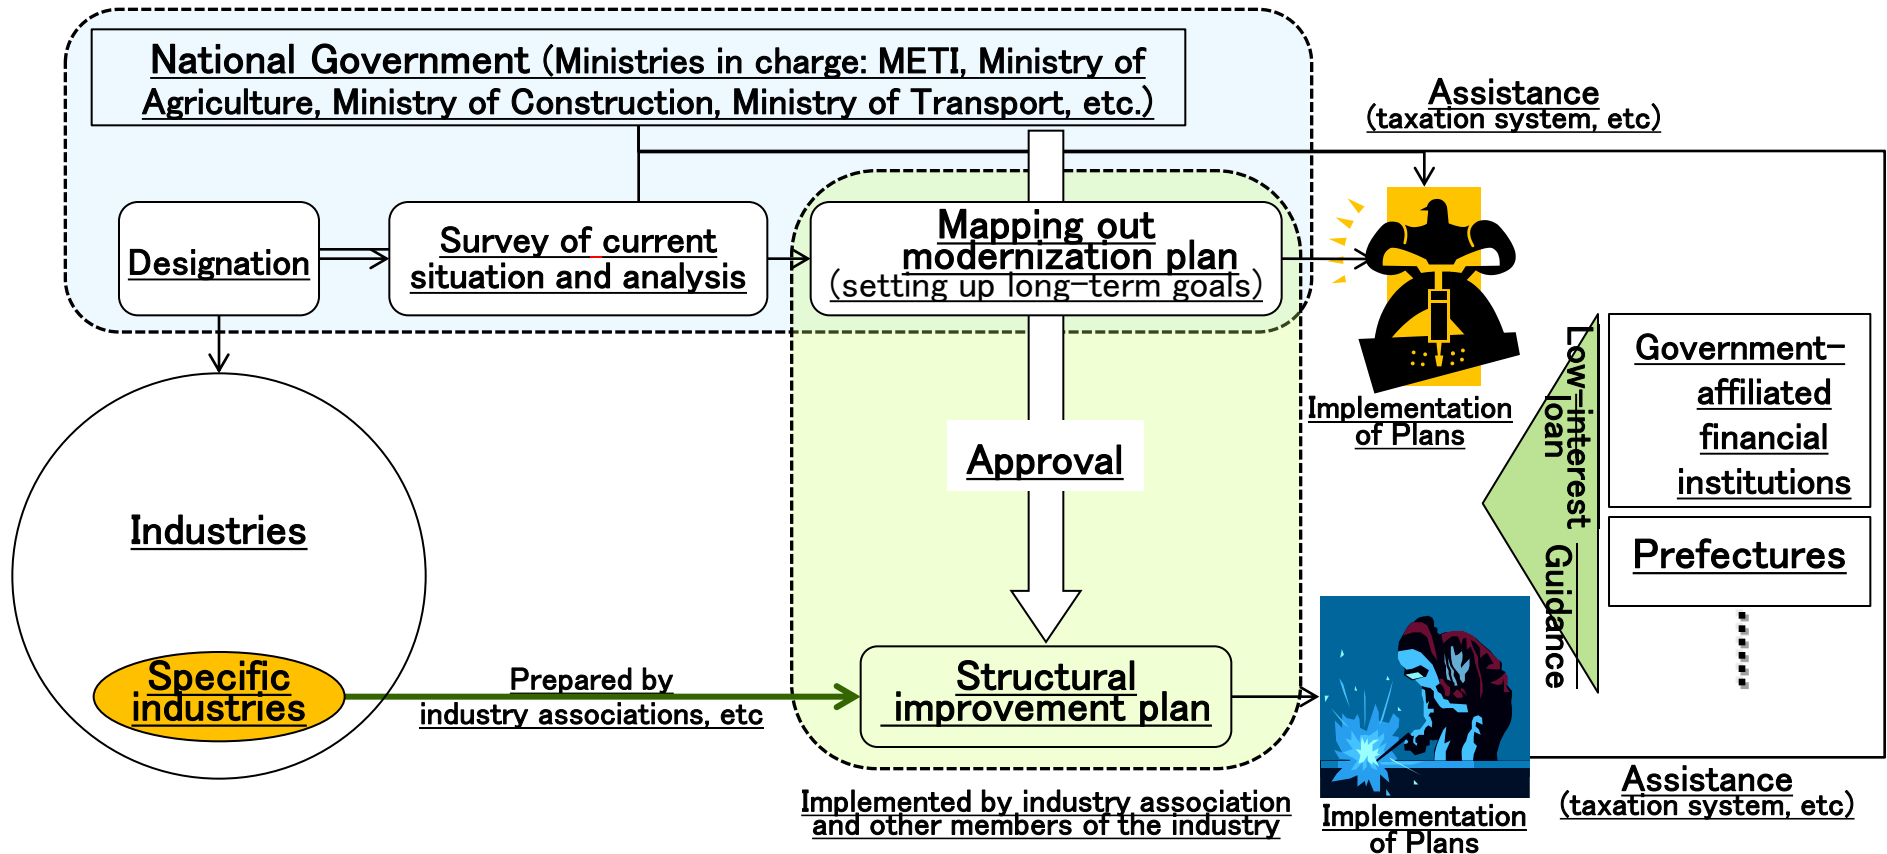 National Government (Ministries in charge: METI, Ministry of
Agriculture, Ministry of Construction, Ministry of Transport, etc.)
Assistance
(taxation system, etc)
Designation
Survey of current
situation and analysis
Mapping out
modernization plan
(setting up long-term goals)
Implementation
of Plans
Low-interest
loan
Guidance
Government-
affiliated
financial
institutions
Prefectures
Approval
Industries
Specific
industries
Prepared by
industry associations, etc
Structural
improvement plan
Implemented by industry association
and other members of the industry
Implementation
of Plans
Assistance
(taxation system, etc)